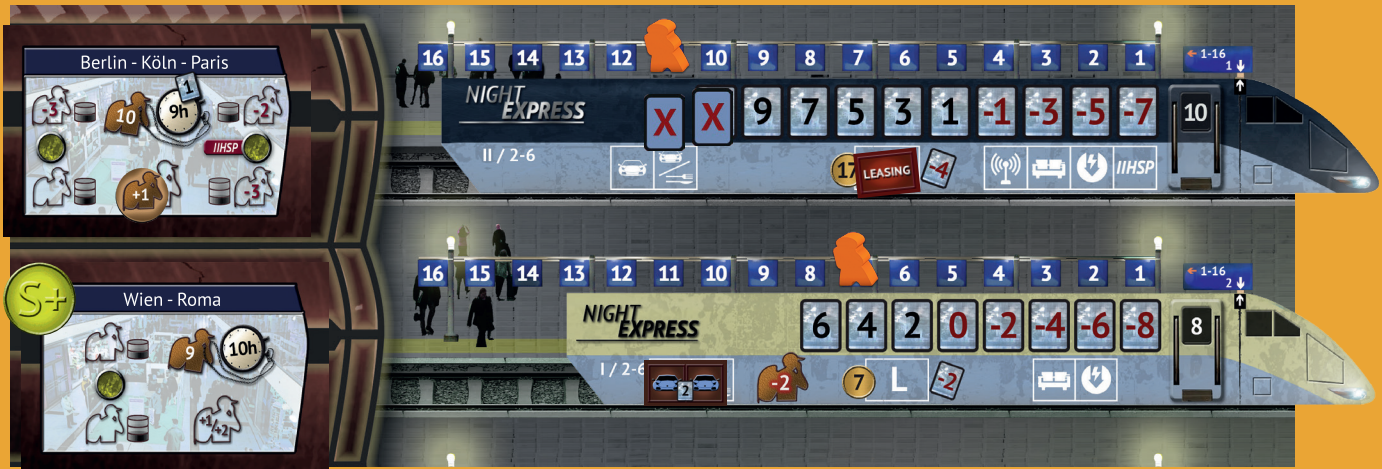 Berlin - Köln - Paris
-3
10
1
9h
-2
IIHSP
+1
-3
16 15 14 13 12 10 9 8 7 6 5 4 3 2 1
1-16
1
NIGHT
EXPRESS
X X 9 7 5 3 1 -1 -3 -5 -7
10
II / 2-6
17
LEASING
-4
IIHSP
S+
Wien - Roma
9
10h
+1/+2
16 15 14 13 12 11 10 9 8 6 5 4 3 2 1
1-16
2
NIGHT
EXPRESS
6 4 2 0 -2 -4 -6 -8
8
I / 2-6
2
-2
7
L
-2